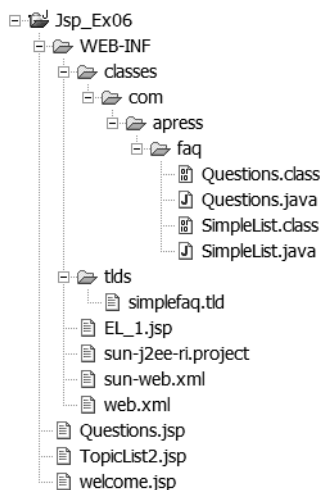 Jsp_Ex06
WEB-INF
classes
com
apress
faq
Questions.class
Questions.java
SimpleList.class
SimpleList.java
tlds
simplefaq.tld
EL_1.jsp
sun-j2ee-ri.project
sun-web.xml
web.xml
Questions.jsp
TopicList2.jsp
welcome.jsp